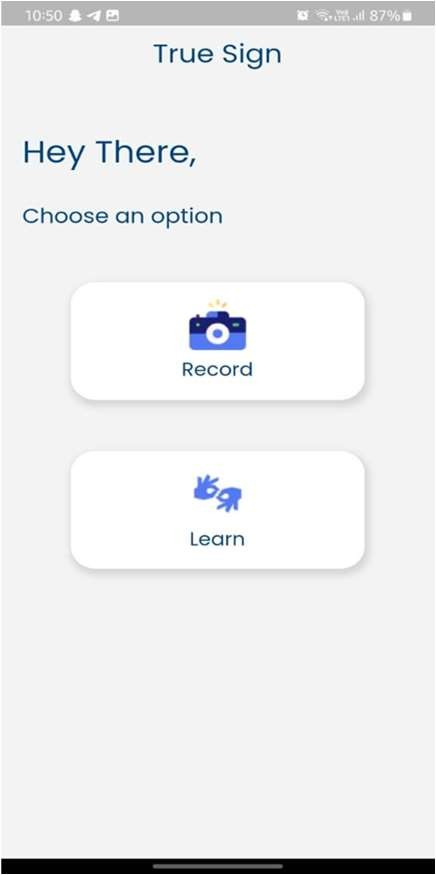 10:50 87%
True Sign
Hey There,
Choose an option
Record
Learn